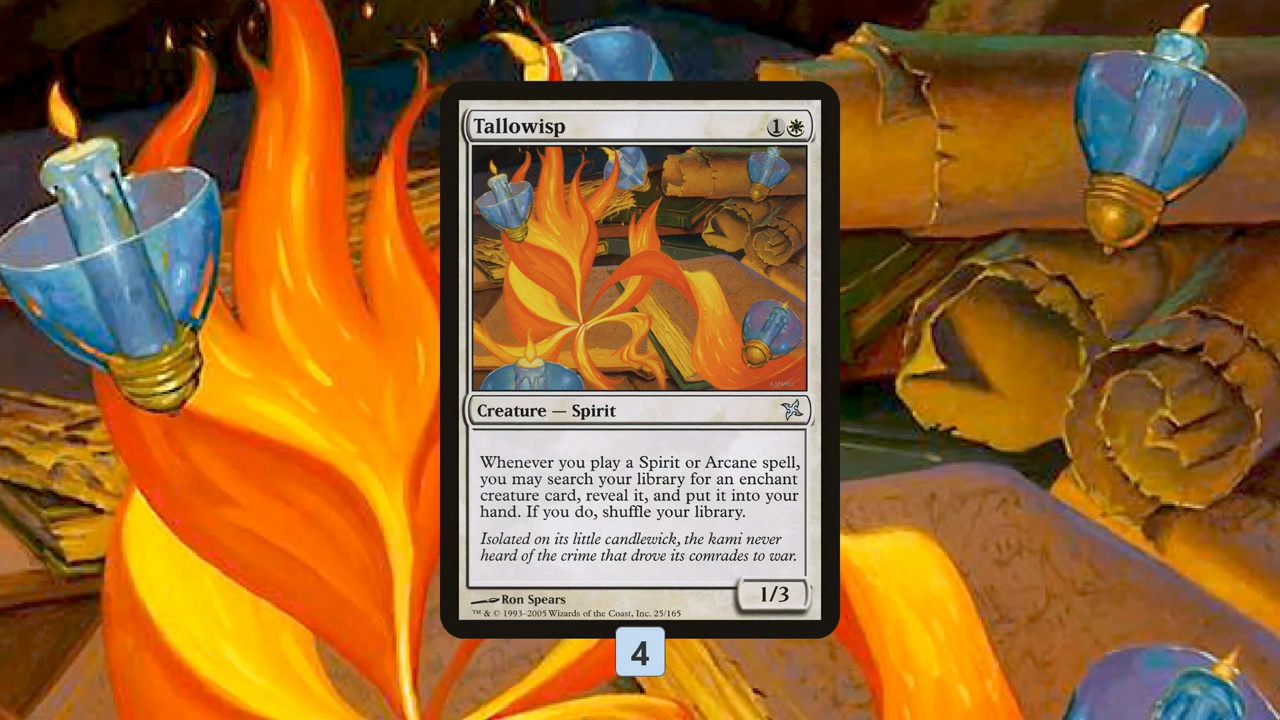 Tallowisp 1
Creature — Spirit
Whenever you play a Spirit or Arcane spell,
you may search your library for an enchant
creature card, reveal it, and put it into your
hand. If you do, shuffle your library.
Isolated on its little candlewick, the kami never
heard of the crime that drove its comrades to war.
1/3
Ron Spears
™ & © 1993–2005 Wizards of the Coast, Inc. 25/165
4